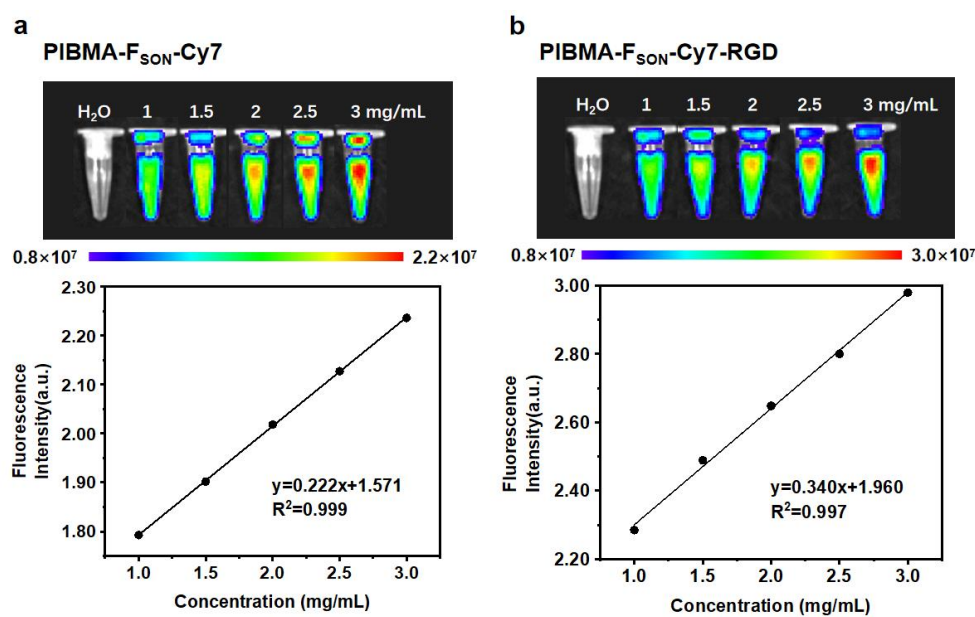 a
PIBMA-F_SON-Cy7
H₂O 1 1.5 2 2.5 3 mg/mL
0.8×10⁷ 2.2×10⁷
2.30
2.20
2.10
2.00
1.90
1.80
Fluorescence
Intensity(a.u.)
y=0.222x+1.571
R²=0.999
1.0 1.5 2.0 2.5 3.0
Concentration (mg/mL)
b
PIBMA-F_SON-Cy7-RGD
H₂O 1 1.5 2 2.5 3 mg/mL
0.8×10⁷ 3.0×10⁷
3.00
2.80
2.60
2.40
2.20
Fluorescence
Intensity(a.u.)
y=0.340x+1.960
R²=0.997
1.0 1.5 2.0 2.5 3.0
Concentration (mg/mL)